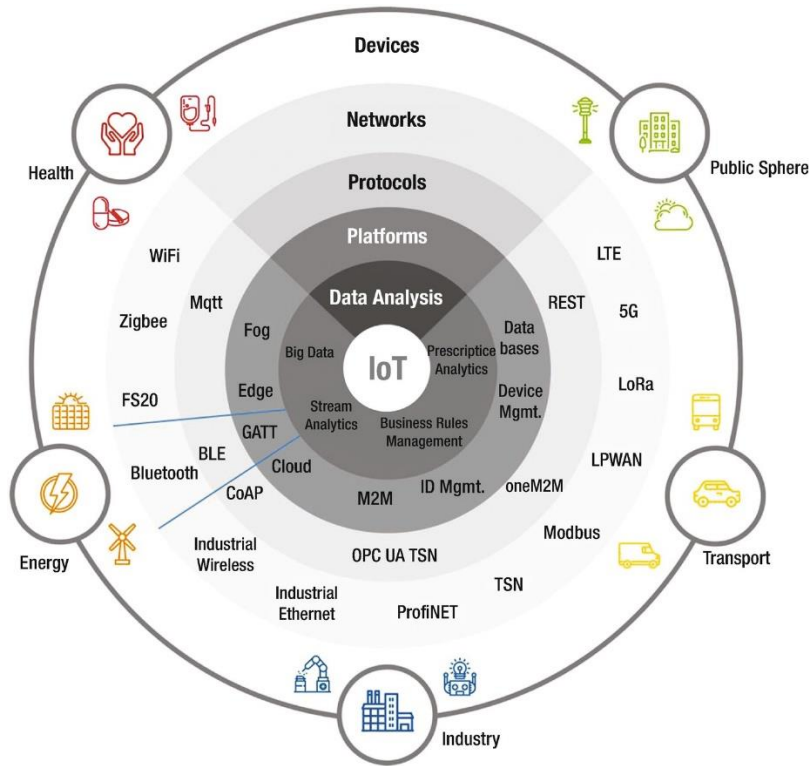 Devices
Networks
Health
Public Sphere
Protocols
Platforms
WiFi
LTE
Data Analysis
Mqtt
REST
Zigbee
5G
Fog
Data
bases
Big Data
IoT
Prescriptice
Analytics
FS20
Edge
LoRa
Device
Mgmt.
Stream
Analytics
Business Rules
Management
GATT
BLE
Bluetooth
Cloud
LPWAN
CoAP
M2M
ID Mgmt.
oneM2M
Energy
Transport
Industrial
Wireless
OPC UA TSN
Modbus
Industrial
Ethernet
ProfiNET
TSN
Industry